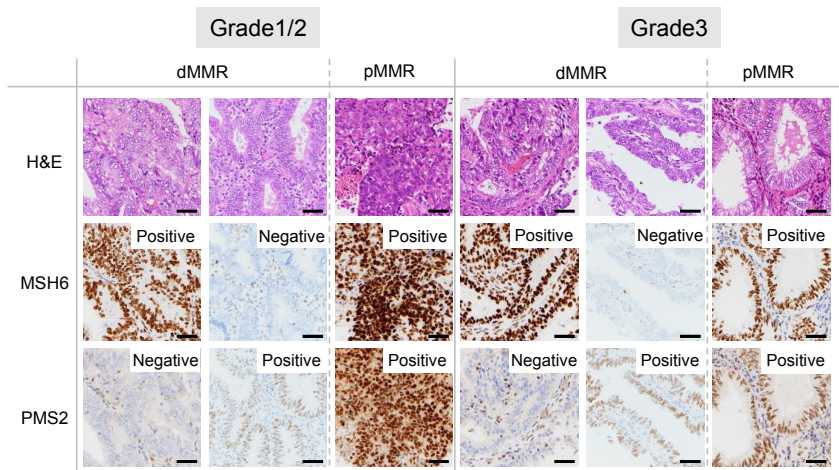 Grade1/2 Grade3
dMMR pMMR dMMR pMMR
H&E
Positive Negative Positive Positive Negative Positive
MSH6
Negative Positive Positive Negative Positive Positive
PMS2